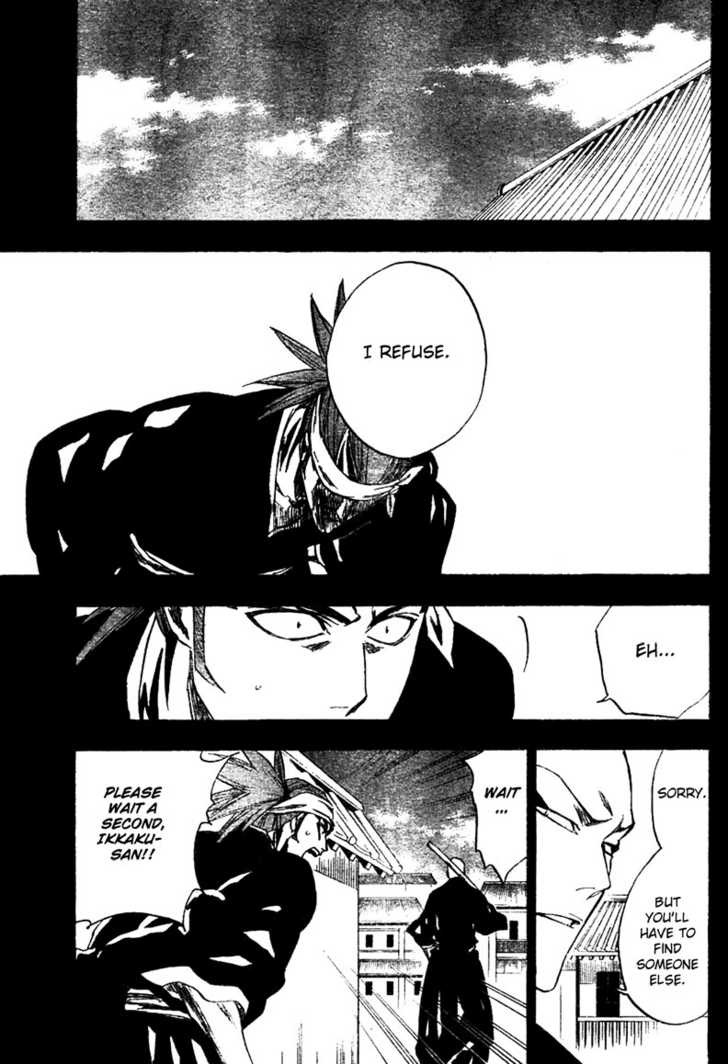 I REFUSE.
EH...
SORRY.
BUT
YOU'LL
HAVE TO
FIND
SOMEONE
ELSE.
WAIT
...
PLEASE
WAIT A
SECOND,
IKKAKU-
SAN!!